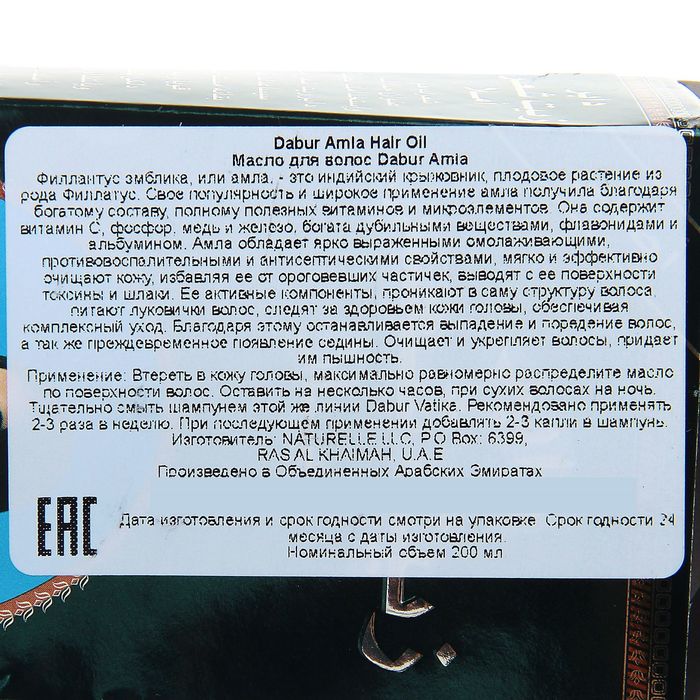 Dabur Amla Hair Oil
Масло для волос Dabur Amla
Филлантус эмблика, или амла, - это индийский крыжовник, плодовое растение из
рода Филлатус. Свое популярность и широкое применение амла получила благодаря
богатому составу, полному полезных витаминов и микроэлементов. Она содержит
витамин С, фосфор, медь и железо, богата дубильными веществами, флавонидами и
альбумином. Амла обладает ярко выраженными омолаживающими,
противовоспалительными и антисептическими свойствами, мягко и эффективно
очищают кожу, избавляя ее от ороговевших частичек, выводят с ее поверхности
токсины и шлаки. Ее активные компоненты, проникают в саму структуру волоса,
питают луковички волос, следят за здоровьем кожи головы, обеспечивая
комплексный уход. Благодаря этому останавливается выпадение и поредение волос,
а так же преждевременное появление седины. Очищает и укрепляет волосы, придает
им пышность.
Применение: Втереть в кожу головы, максимально равномерно распределите масло
по поверхности волос. Оставить на несколько часов, при сухих волосах на ночь.
Тщательно смыть шампунем этой же линии Dabur Vatika. Рекомендовано применять
2-3 раза в неделю. При последующем применении добавлять 2-3 капли в шампунь.
Изготовитель: NATURELLE LLC, P.O Box: 6399,
RAS AL KHAIMAH, U.A.E
Произведено в Объединенных Арабских Эмиратах
EAC
Дата изготовления и срок годности смотри на упаковке. Срок годности 24
месяца с даты изготовления.
Номинальный объем 200 мл